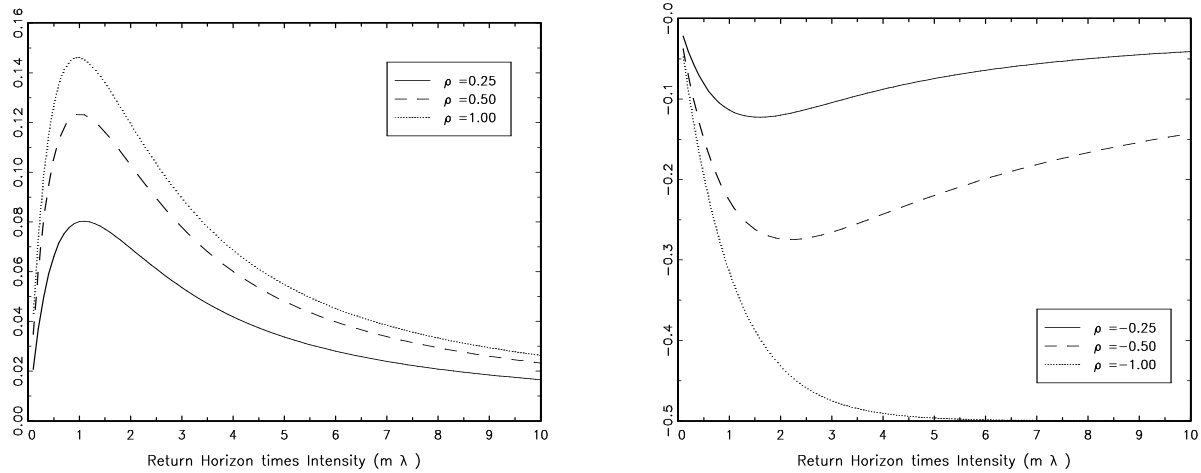 0.16
0.14
0.12
0.10
0.08
0.06
0.04
0.02
0.00
ρ =0.25
ρ =0.50
ρ =1.00
0 1 2 3 4 5 6 7 8 9 10
Return Horizon times Intensity (m λ )
-0.0
-0.1
-0.2
-0.3
-0.4
-0.5
ρ =-0.25
ρ =-0.50
ρ =-1.00
0 1 2 3 4 5 6 7 8 9 10
Return Horizon times Intensity (m λ )